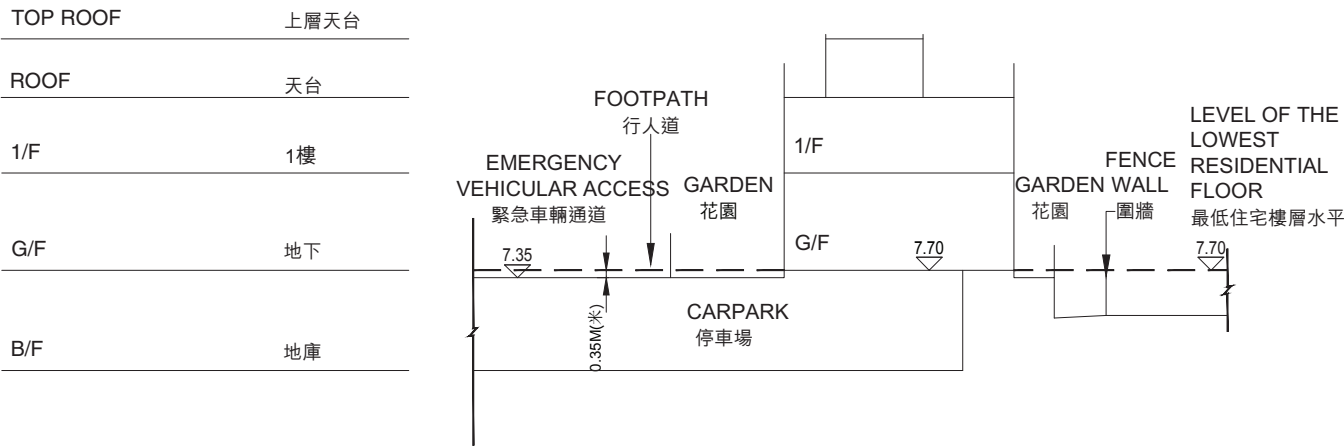 TOP ROOF 上層天台
ROOF 天台
1/F 1樓
G/F 地下
B/F 地庫
FOOTPATH
行人道
EMERGENCY
VEHICULAR ACCESS
緊急車輛通道
GARDEN
花園
1/F
G/F
7.35
7.70
0.35M(米)
CARPARK
停車場
GARDEN
花園
FENCE
WALL
圍牆
LEVEL OF THE
LOWEST
RESIDENTIAL
FLOOR
最低住宅樓層水平
7.70